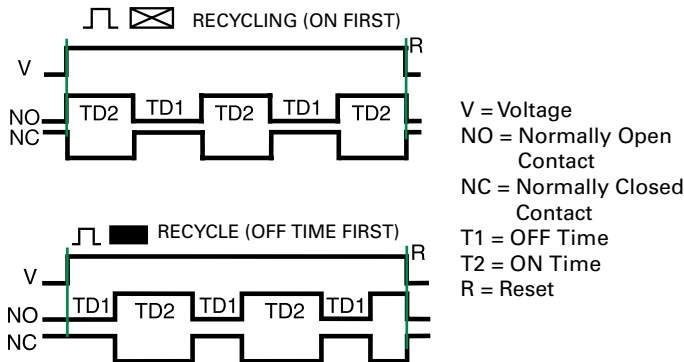 RECYCLING (ON FIRST)
R
V
NO
NC
TD2 TD1 TD2 TD1 TD2
V = Voltage
NO = Normally Open
Contact
NC = Normally Closed
Contact
T1 = OFF Time
T2 = ON Time
R = Reset
RECYCLE (OFF TIME FIRST)
R
V
NO
NC
TD1 TD2 TD1 TD2 TD1